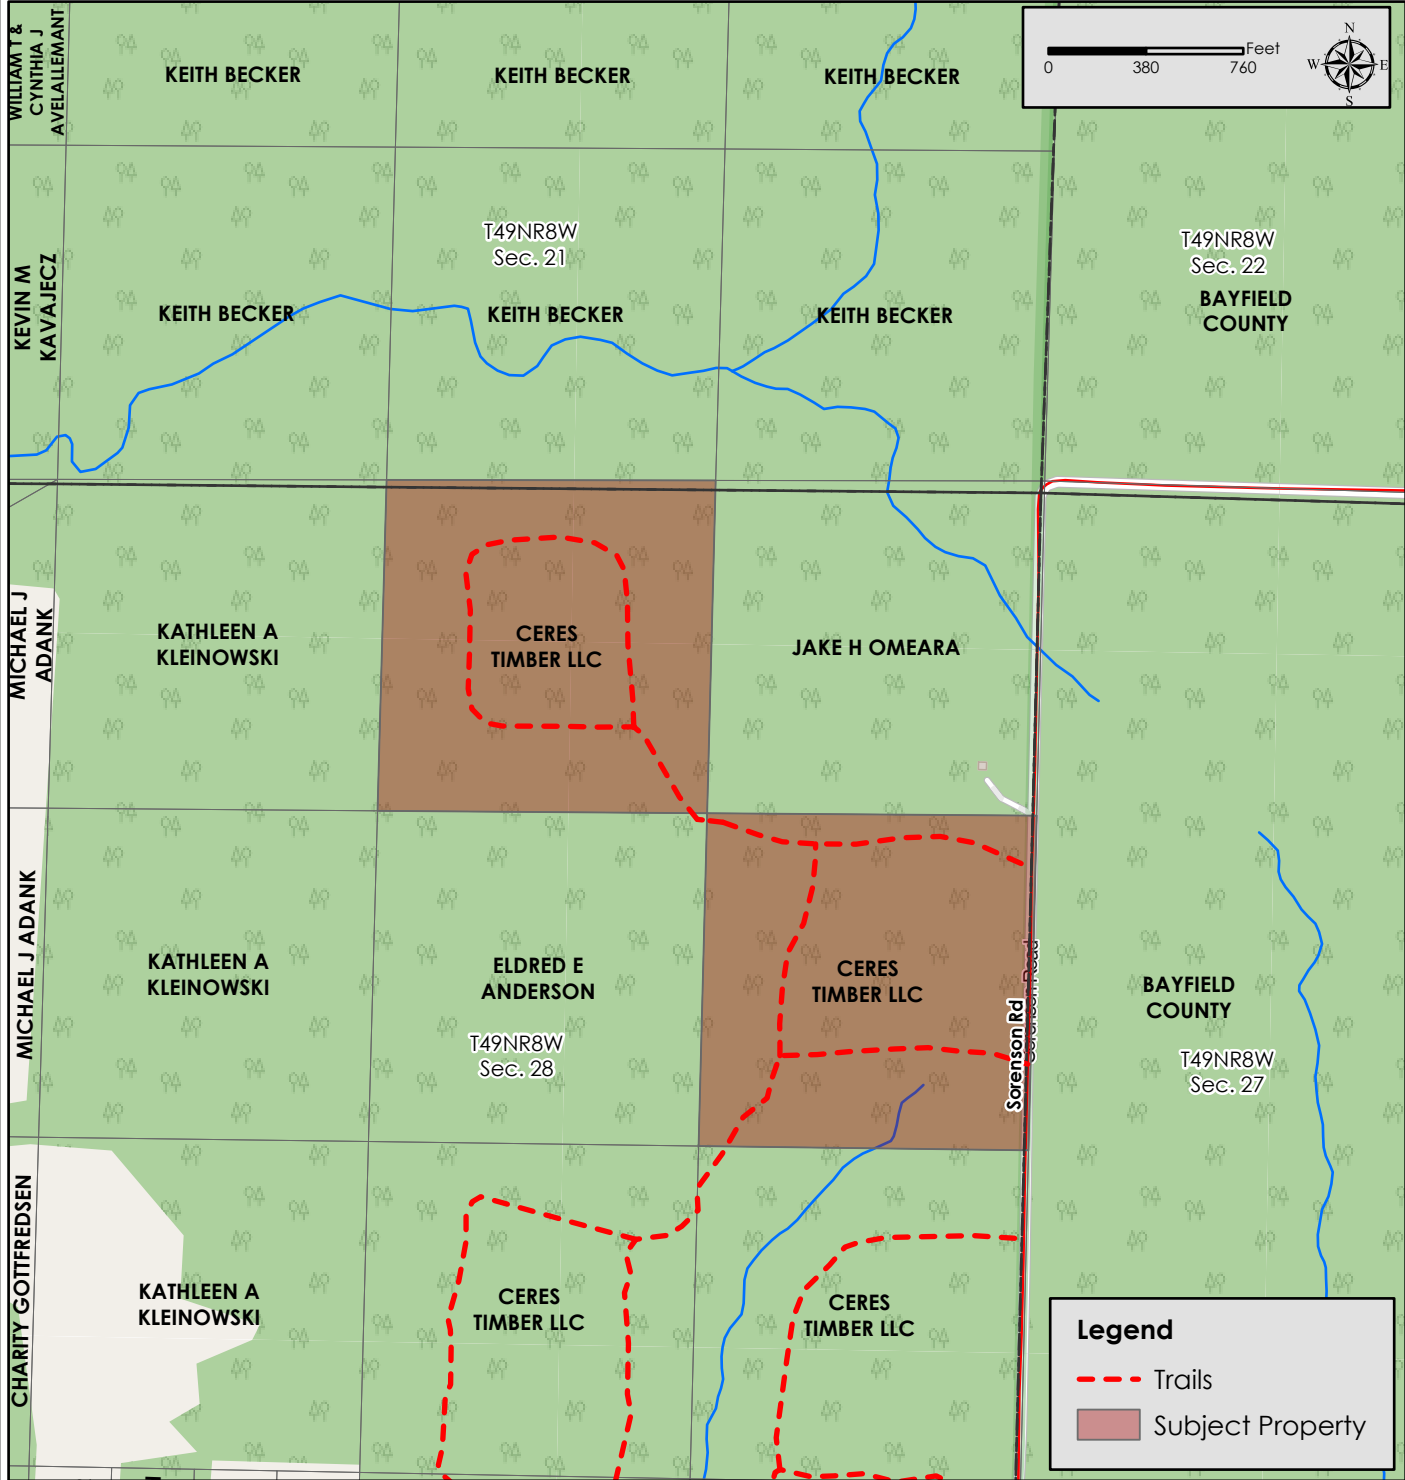 WILLIAM T &
CYNTHIA J
AVELALLEMANT
KEITH BECKER
KEITH BECKER
KEITH BECKER
Feet
0 380 760
N
W E
S
KEVIN M
KAVAJECZ
T49NR8W
Sec. 21
T49NR8W
Sec. 22
BAYFIELD
COUNTY
KEITH BECKER
KEITH BECKER
KEITH BECKER
MICHAEL J
ADANK
KATHLEEN A
KLEINOWSKI
CERES
TIMBER LLC
JAKE H OMEARA
MICHAEL J ADANK
KATHLEEN A
KLEINOWSKI
ELDRED E
ANDERSON
T49NR8W
Sec. 28
CERES
TIMBER LLC
Sorenson Rd
Sorenson Road
BAYFIELD
COUNTY
T49NR8W
Sec. 27
CHARITY GOTTFREDSEN
KATHLEEN A
KLEINOWSKI
CERES
TIMBER LLC
CERES
TIMBER LLC
Legend
Trails
Subject Property